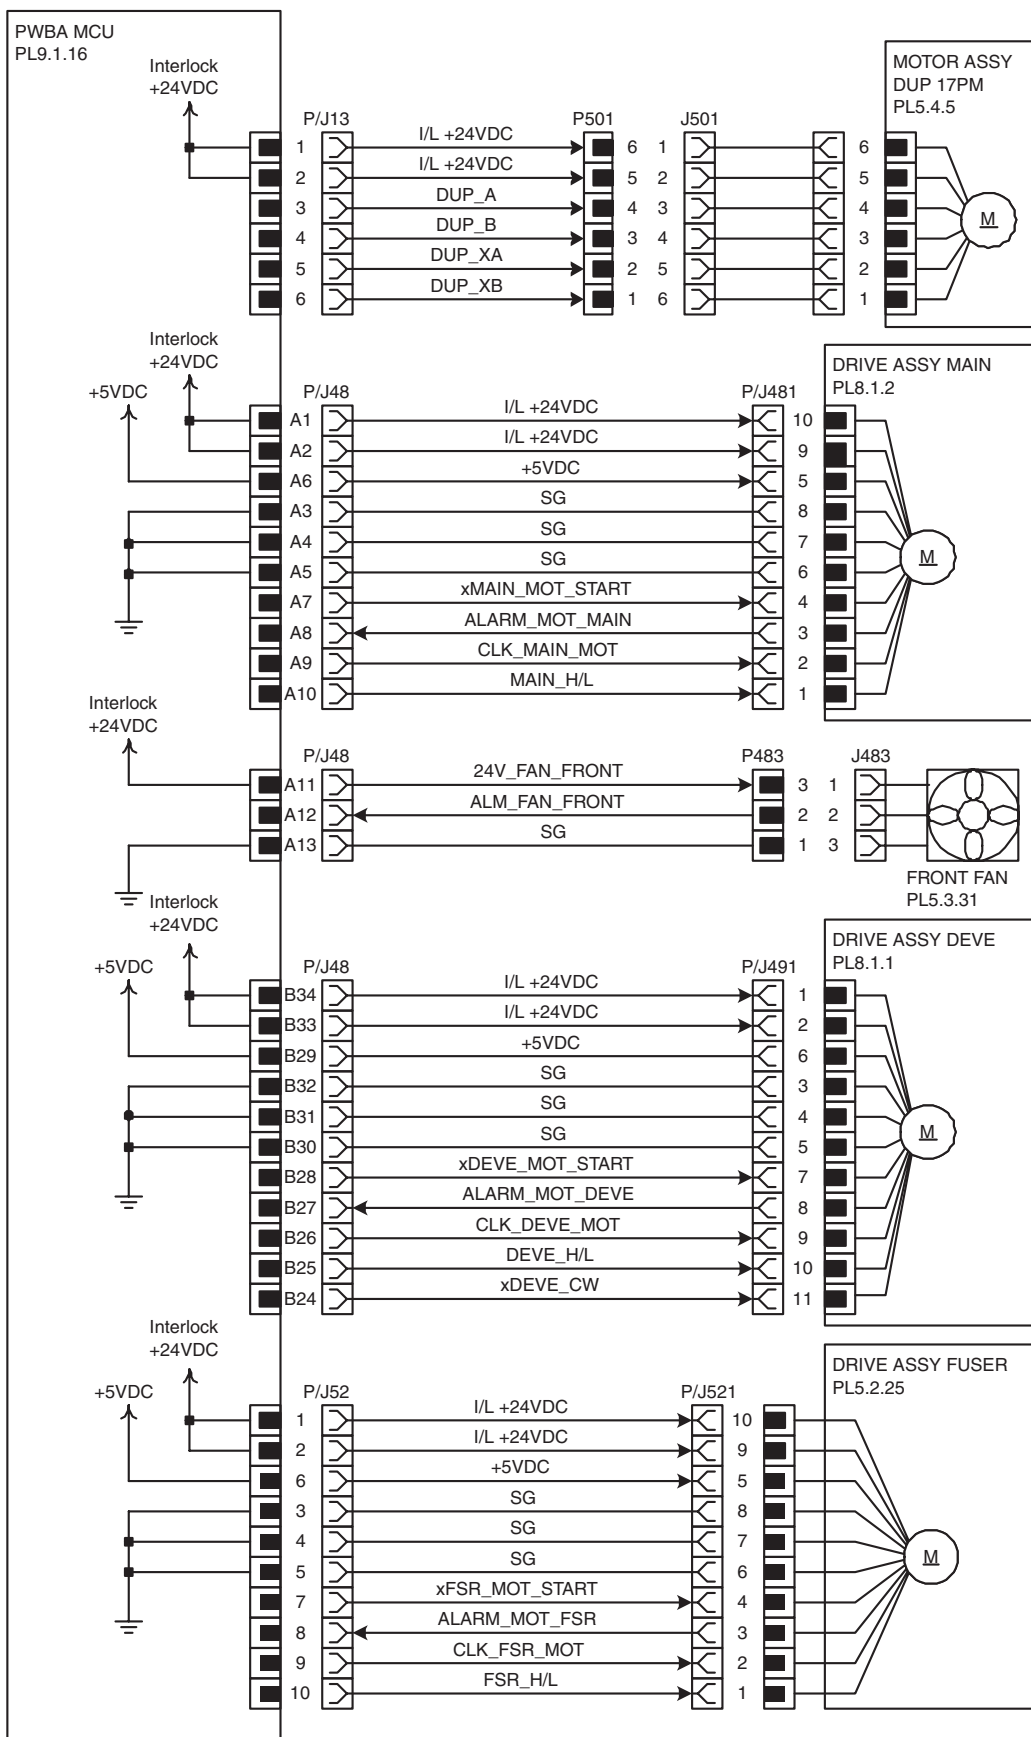 PWBA MCU
PL9.1.16
Interlock
+24VDC
MOTOR ASSY
DUP 17PM
PL5.4.5
P/J13 P501 J501
1 I/L +24VDC 6 1 6
2 I/L +24VDC 5 2 5
3 DUP_A 4 3 4
4 DUP_B 3 4 3
5 DUP_XA 2 5 2
6 DUP_XB 1 6 1
M
Interlock
+24VDC
+5VDC
DRIVE ASSY MAIN
PL8.1.2
P/J48 P/J481
A1 I/L +24VDC 10
A2 I/L +24VDC 9
A6 +5VDC 5
A3 SG 8
A4 SG 7
A5 SG 6
A7 xMAIN_MOT_START 4
A8 ALARM_MOT_MAIN 3
A9 CLK_MAIN_MOT 2
A10 MAIN_H/L 1
M
Interlock
+24VDC
P/J48 P483 J483
A11 24V_FAN_FRONT 3 1
A12 ALM_FAN_FRONT 2 2
A13 SG 1 3
FRONT FAN
PL5.3.31
Interlock
+24VDC
+5VDC
DRIVE ASSY DEVE
PL8.1.1
P/J48 P/J491
B34 I/L +24VDC 1
B33 I/L +24VDC 2
B29 +5VDC 6
B32 SG 3
B31 SG 4
B30 SG 5
B28 xDEVE_MOT_START 7
B27 ALARM_MOT_DEVE 8
B26 CLK_DEVE_MOT 9
B25 DEVE_H/L 10
B24 xDEVE_CW 11
M
Interlock
+24VDC
+5VDC
DRIVE ASSY FUSER
PL5.2.25
P/J52 P/J521
1 I/L +24VDC 10
2 I/L +24VDC 9
6 +5VDC 5
3 SG 8
4 SG 7
5 SG 6
7 xFSR_MOT_START 4
8 ALARM_MOT_FSR 3
9 CLK_FSR_MOT 2
10 FSR_H/L 1
M